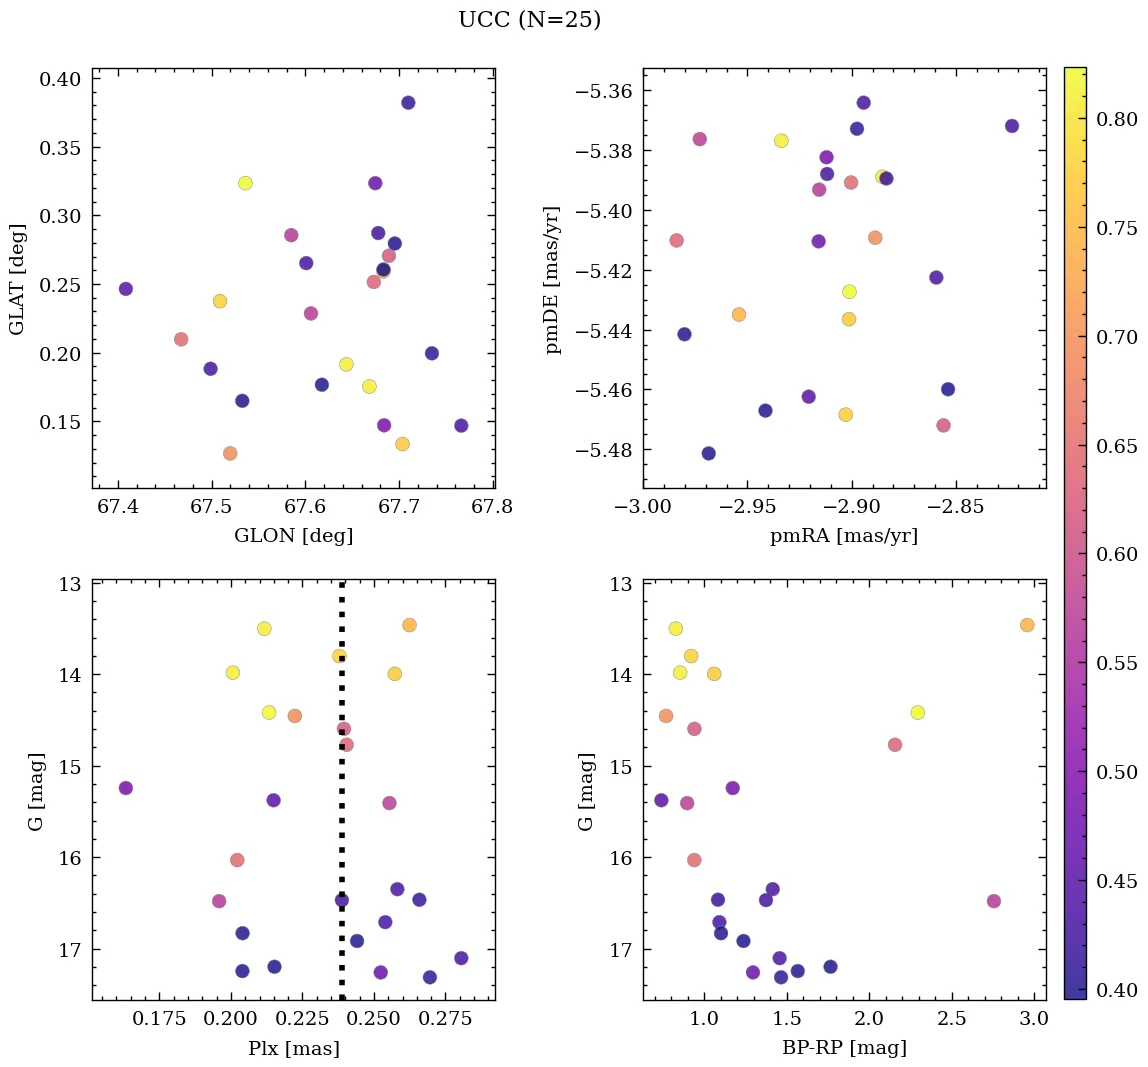 UCC (N=25)
0.40
0.35
0.30
0.25
0.20
0.15
GLAT [deg]
67.4 67.5 67.6 67.7 67.8
GLON [deg]
−5.36
−5.38
−5.40
−5.42
−5.44
−5.46
−5.48
pmDE [mas/yr]
−3.00 −2.95 −2.90 −2.85
pmRA [mas/yr]
13
14
15
16
17
G [mag]
0.175 0.200 0.225 0.250 0.275
Plx [mas]
13
14
15
16
17
G [mag]
1.0 1.5 2.0 2.5 3.0
BP-RP [mag]
0.80
0.75
0.70
0.65
0.60
0.55
0.50
0.45
0.40